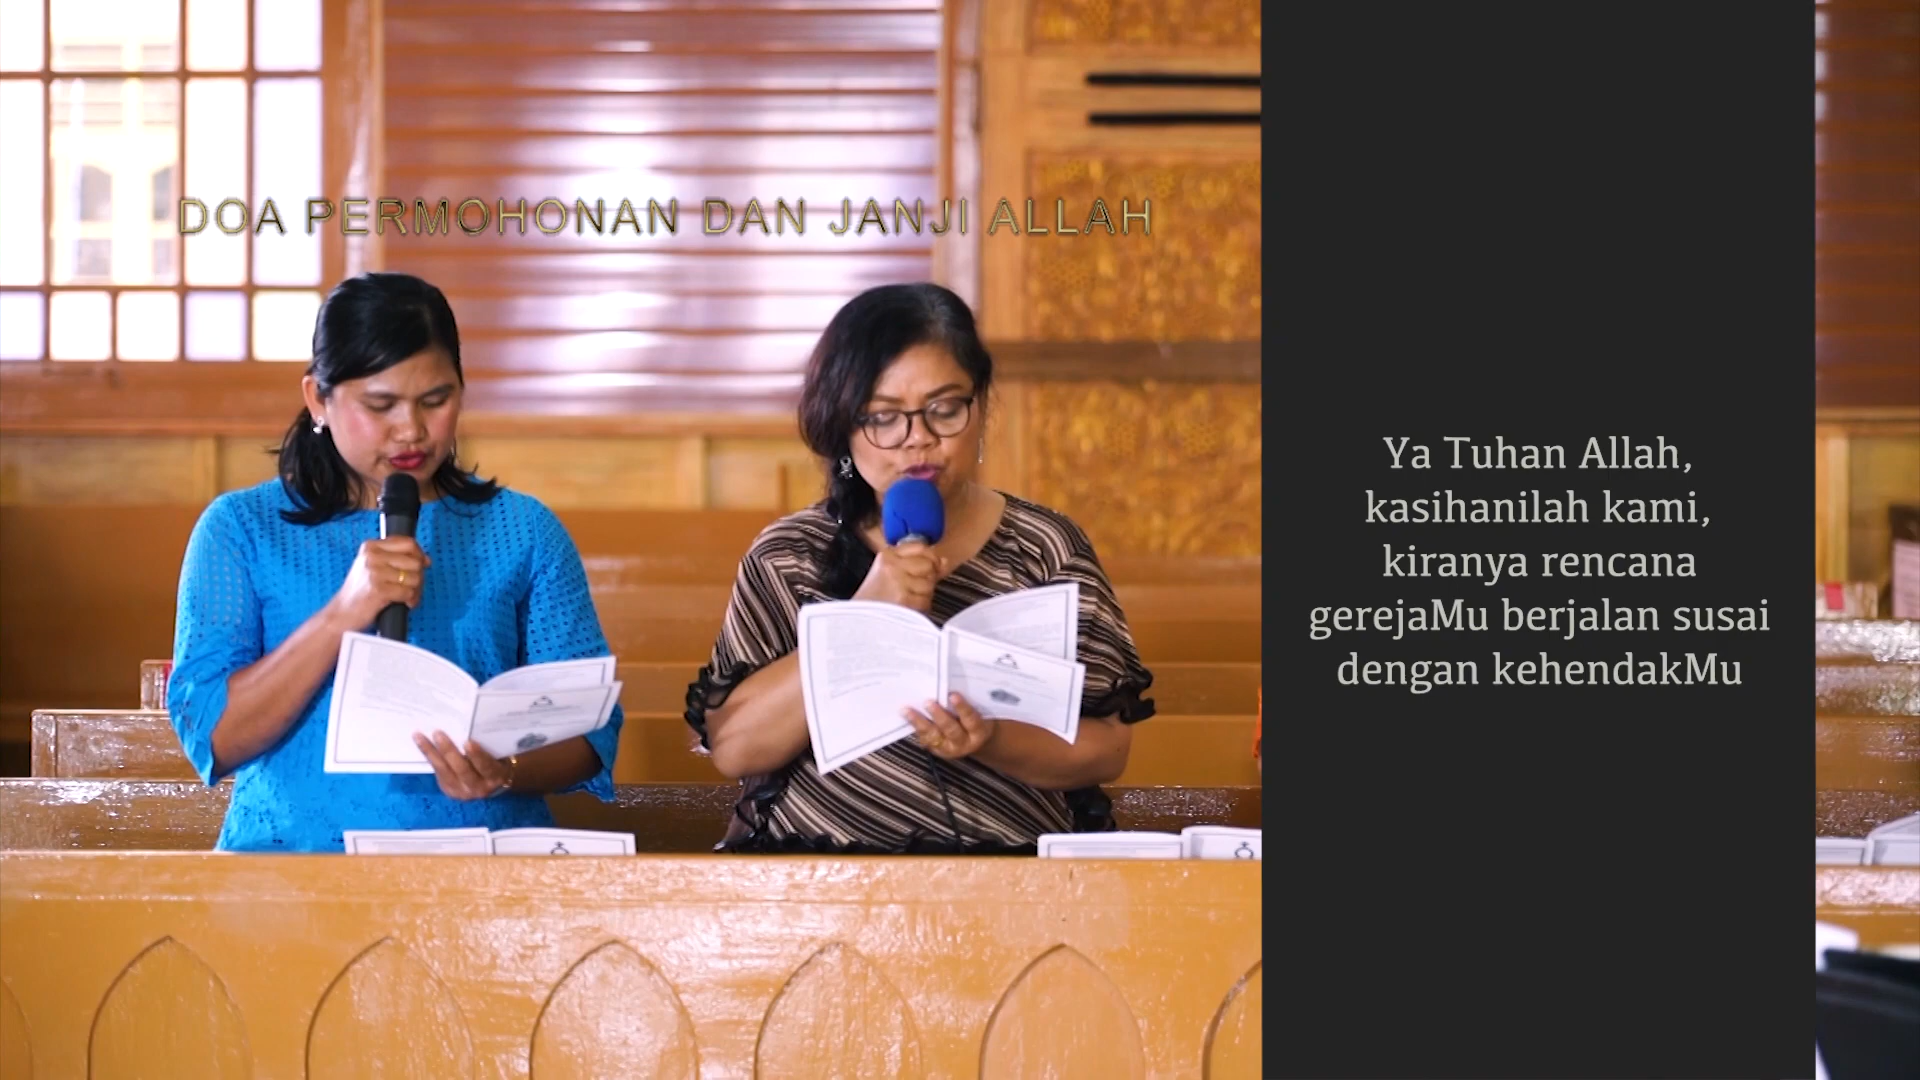 DOA PERMOHONAN DAN JANJI ALLAH
Ya Tuhan Allah,
kasihanilah kami,
kiranya rencana
gerejaMu berjalan susai
dengan kehendakMu